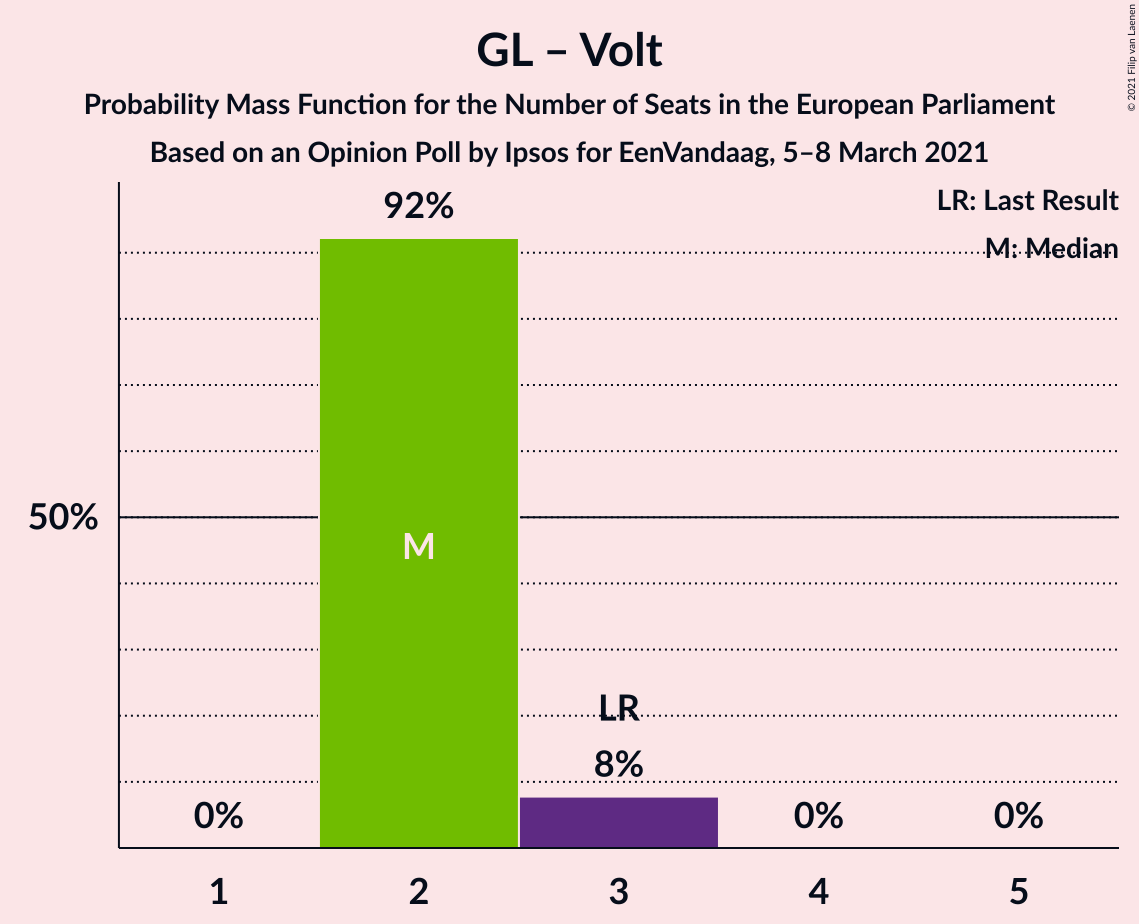 GL – Volt
Probability Mass Function for the Number of Seats in the European Parliament
Based on an Opinion Poll by Ipsos for EenVandaag, 5–8 March 2021
© 2021 Filip van Laenen
LR: Last Result
M: Median
92%
50%
M
LR
8%
0%
0%
0%
1
2
3
4
5